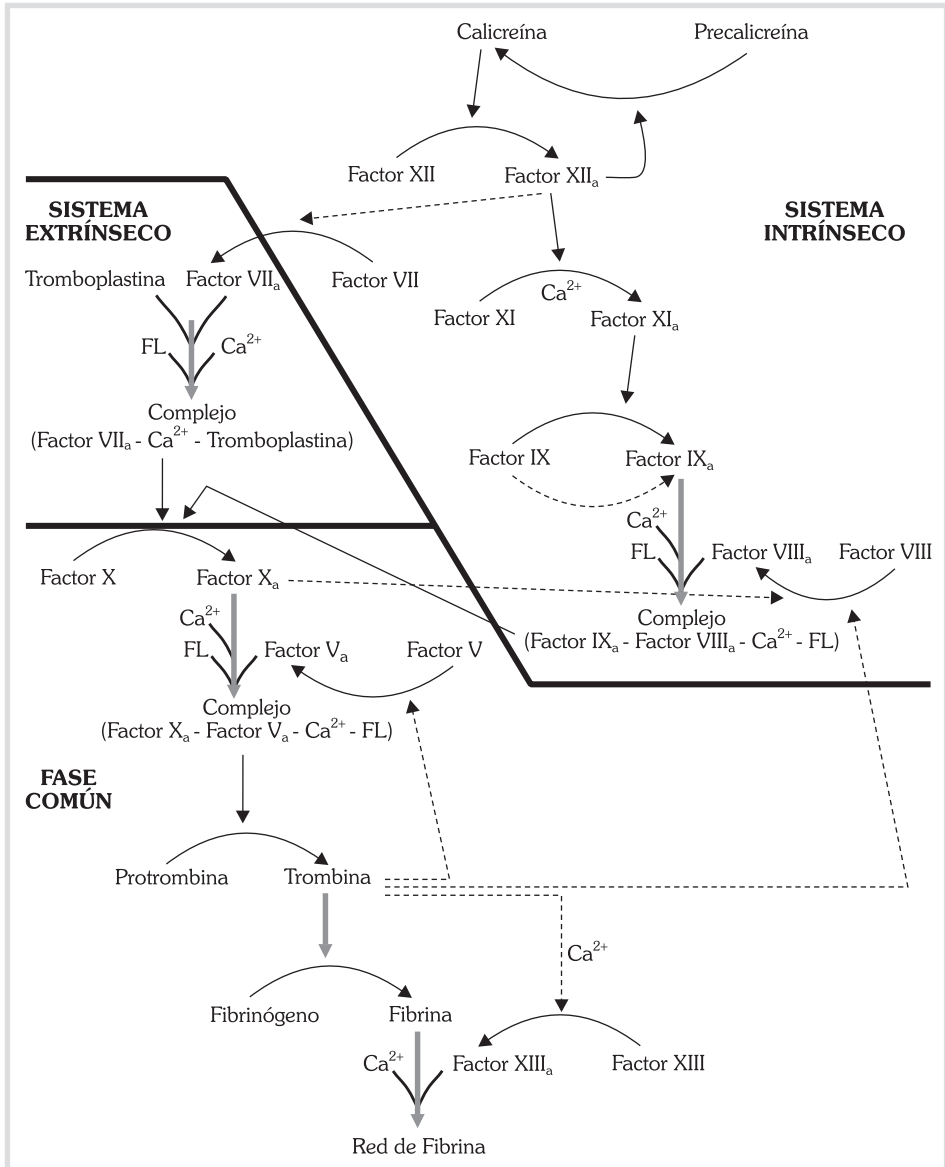 Calicreína
Precalicreína
Factor XII
Factor XIIₐ
SISTEMA
EXTRÍNSECO
SISTEMA
INTRÍNSECO
Tromboplastina
Factor VIIₐ
Factor VII
Ca²⁺
Factor XI
Factor XIₐ
FL
Ca²⁺
Complejo
(Factor VIIₐ - Ca²⁺ - Tromboplastina)
Factor IX
Factor IXₐ
Ca²⁺
FL
Factor VIIIₐ
Factor VIII
Complejo
(Factor IXₐ - Factor VIIIₐ - Ca²⁺ - FL)
Factor X
Factor Xₐ
Ca²⁺
FL
Factor Vₐ
Factor V
Complejo
(Factor Xₐ - Factor Vₐ - Ca²⁺ - FL)
FASE
COMÚN
Protrombina
Trombina
Ca²⁺
Fibrinógeno
Fibrina
Ca²⁺
Factor XIIIₐ
Factor XIII
Red de Fibrina